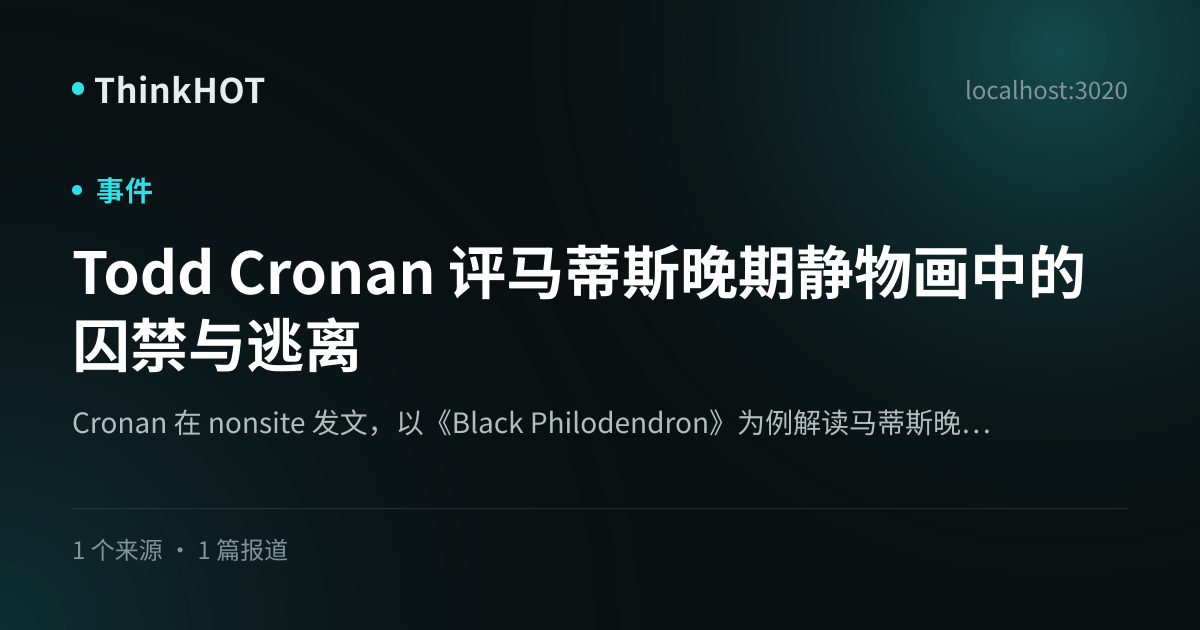 ThinkHOT
localhost:3020
事件
Todd Cronan 评马蒂斯晚期静物画中的
囚禁与逃离
Cronan 在 nonsite 发文，以《Black Philodendron》为例解读马蒂斯晚…
1 个来源 · 1 篇报道